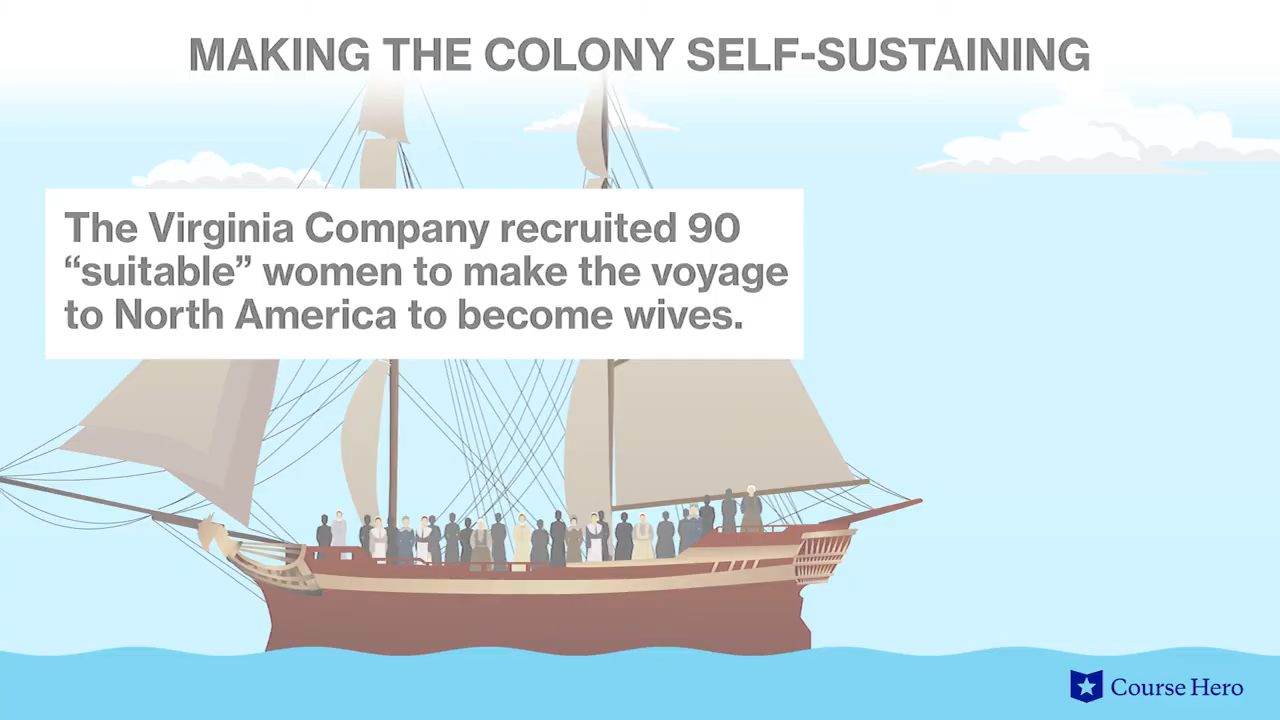 MAKING THE COLONY SELF-SUSTAINING
The Virginia Company recruited 90
“suitable” women to make the voyage
to North America to become wives.
Course Hero